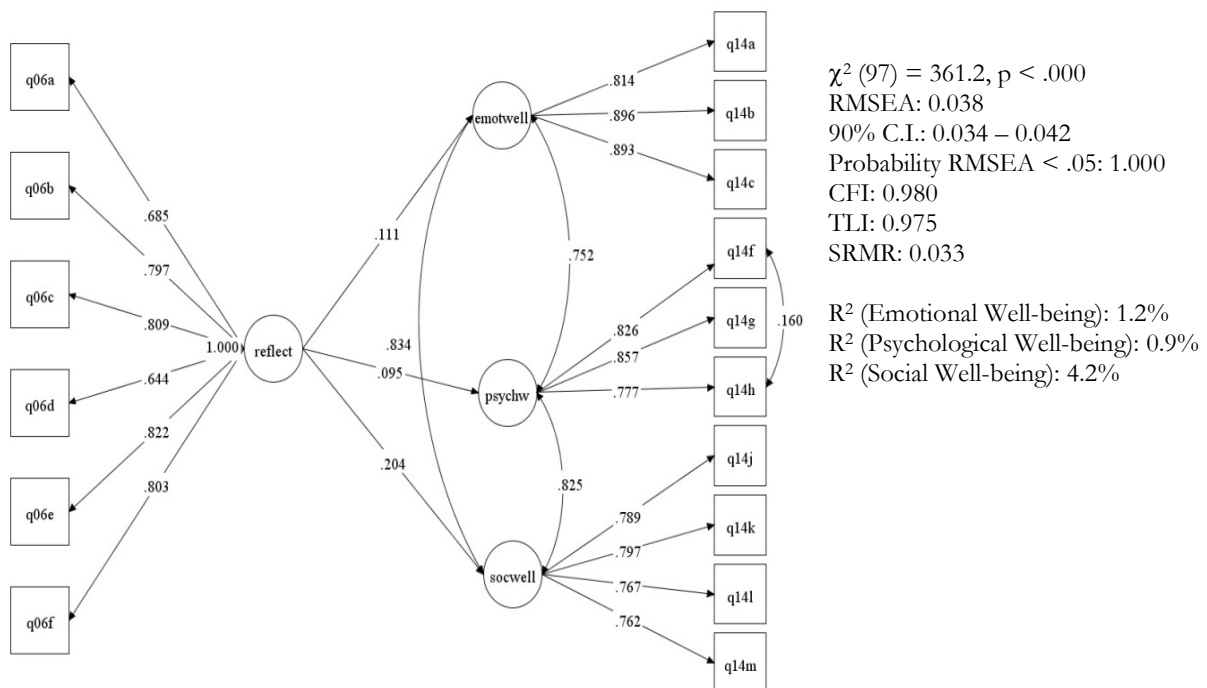 q06a
q06b
q06c
q06d
q06e
q06f
.685
.797
.809
1.000
.644
.822
.803
reflect
.111
.834
.095
.204
emotwell
psychw
socwell
.752
.825
.814
.896
.893
.826
.857
.777
.789
.797
.767
.762
q14a
q14b
q14c
q14f
q14g
q14h
q14j
q14k
q14l
q14m
.160
χ² (97) = 361.2, p < .000
RMSEA: 0.038
90% C.I.: 0.034 – 0.042
Probability RMSEA < .05: 1.000
CFI: 0.980
TLI: 0.975
SRMR: 0.033
R² (Emotional Well-being): 1.2%
R² (Psychological Well-being): 0.9%
R² (Social Well-being): 4.2%